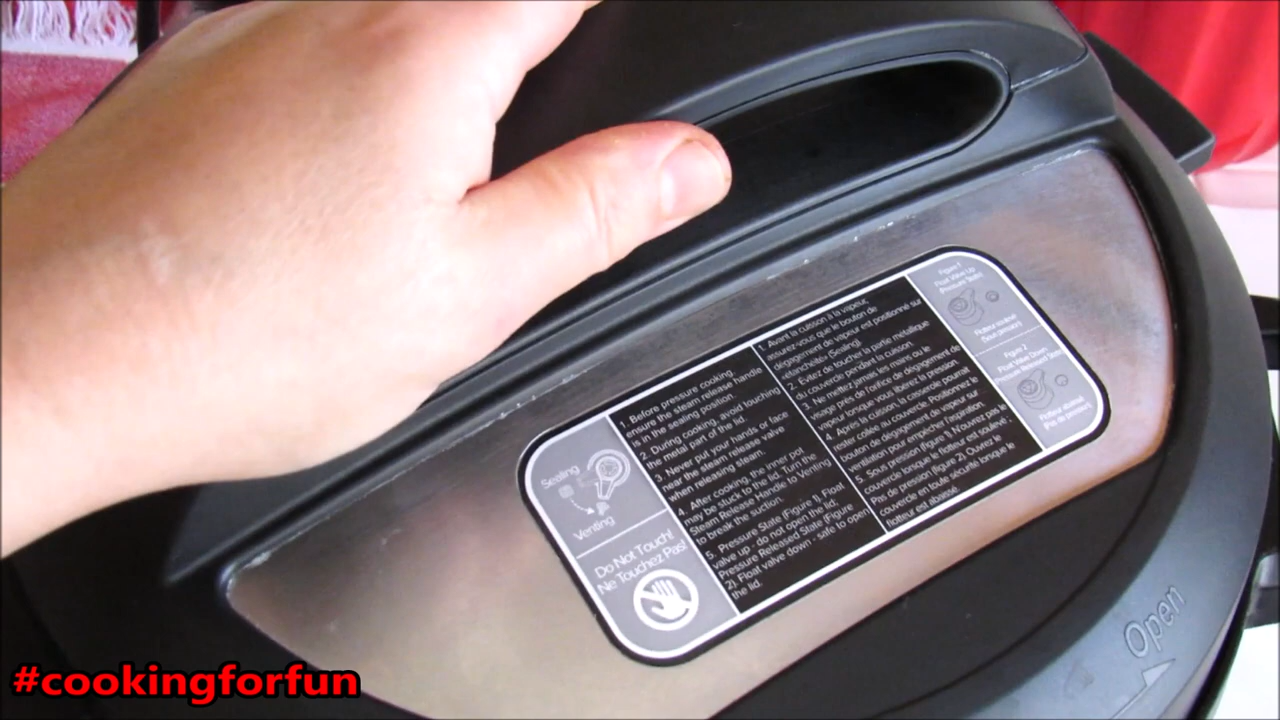 Sealing
Venting
Do Not Touch!
Ne Touchez Pas!
1. Before pressure cooking,
ensure the steam release handle
is in the sealing position.
2. During cooking, avoid touching
the metal part of the lid.
3. Never put your hands or face
near the steam release valve
when releasing steam.
4. After cooking, the inner pot
may be stuck to the lid. Turn the
Steam Release Handle to Venting
to break the suction.
5. Pressure State (Figure 1), Float
valve up - do not open the lid;
Pressure Released State (Figure
2), Float valve down - safe to open
the lid.
1. Avant la cuisson à la vapeur,
assurez-vous que le bouton de
dégagement de vapeur est positionné sur
«étanchéité» (Sealing)
2. Évitez de toucher la partie métallique
du couvercle pendant la cuisson.
3. Ne mettez jamais les mains ou le
visage près de l'orifice de dégagement de
vapeur lorsque vous libérez la pression.
4. Après la cuisson, la casserole pourrait
rester collée au couvercle. Positionnez le
bouton de dégagement de vapeur sur
ventilation pour empêcher l'aspiration.
5. Sous pression (figure 1). N'ouvrez pas le
couvercle lorsque le flotteur est soulevé ;
Pas de pression (figure 2). Ouvrez le
couvercle en toute sécurité lorsque le
flotteur est abaissé.
Figure 1
Float Valve Up
(Pressure State)
Flotteur soulevé
(Sous pression)
Figure 2
Float Valve Down
(Pressure Released State)
Flotteur abaissé
(Pas de pression)
Open
#cookingforfun